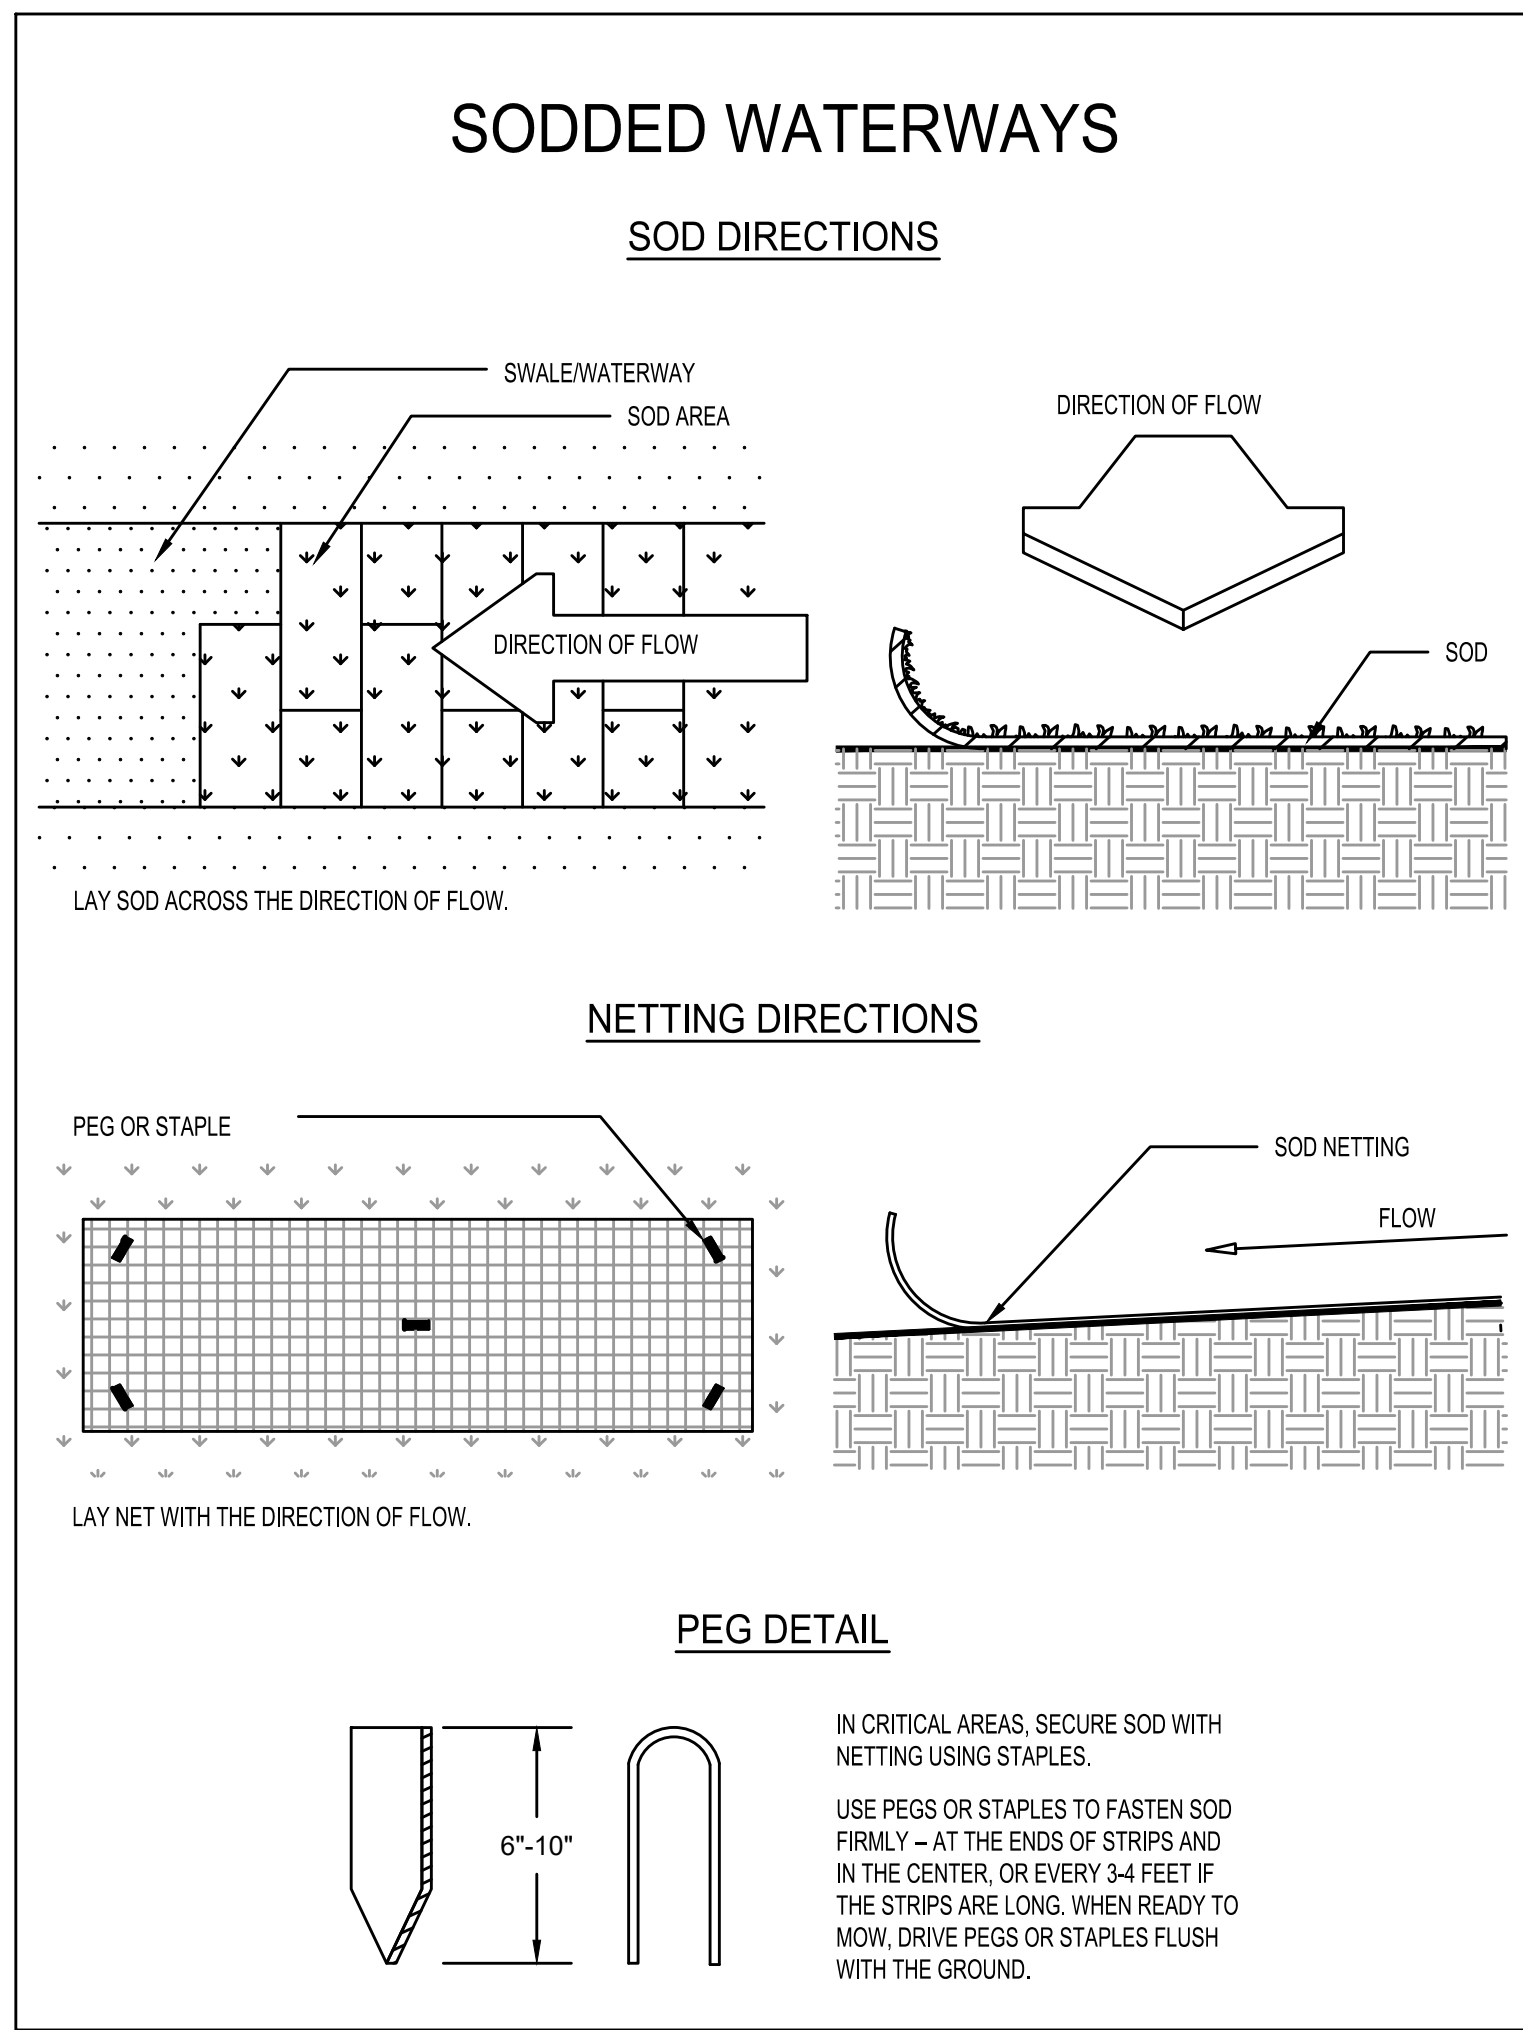 SODDED WATERWAYS
SOD DIRECTIONS
SWALE/WATERWAY
SOD AREA
DIRECTION OF FLOW
DIRECTION OF FLOW
SOD
LAY SOD ACROSS THE DIRECTION OF FLOW.
NETTING DIRECTIONS
PEG OR STAPLE
SOD NETTING
FLOW
LAY NET WITH THE DIRECTION OF FLOW.
PEG DETAIL
6"-10"
IN CRITICAL AREAS, SECURE SOD WITH
NETTING USING STAPLES.
USE PEGS OR STAPLES TO FASTEN SOD
FIRMLY – AT THE ENDS OF STRIPS AND
IN THE CENTER, OR EVERY 3-4 FEET IF
THE STRIPS ARE LONG. WHEN READY TO
MOW, DRIVE PEGS OR STAPLES FLUSH
WITH THE GROUND.